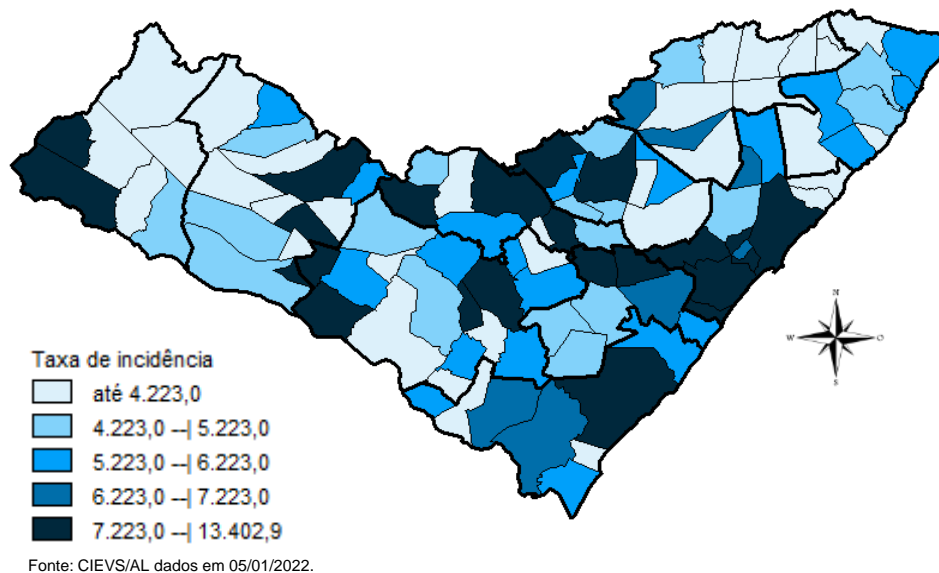 N
W
O
S
Taxa de incidência
até 4.223,0
4.223,0 --| 5.223,0
5.223,0 --| 6.223,0
6.223,0 --| 7.223,0
7.223,0 --| 13.402,9
Fonte: CIEVS/AL dados em 05/01/2022.